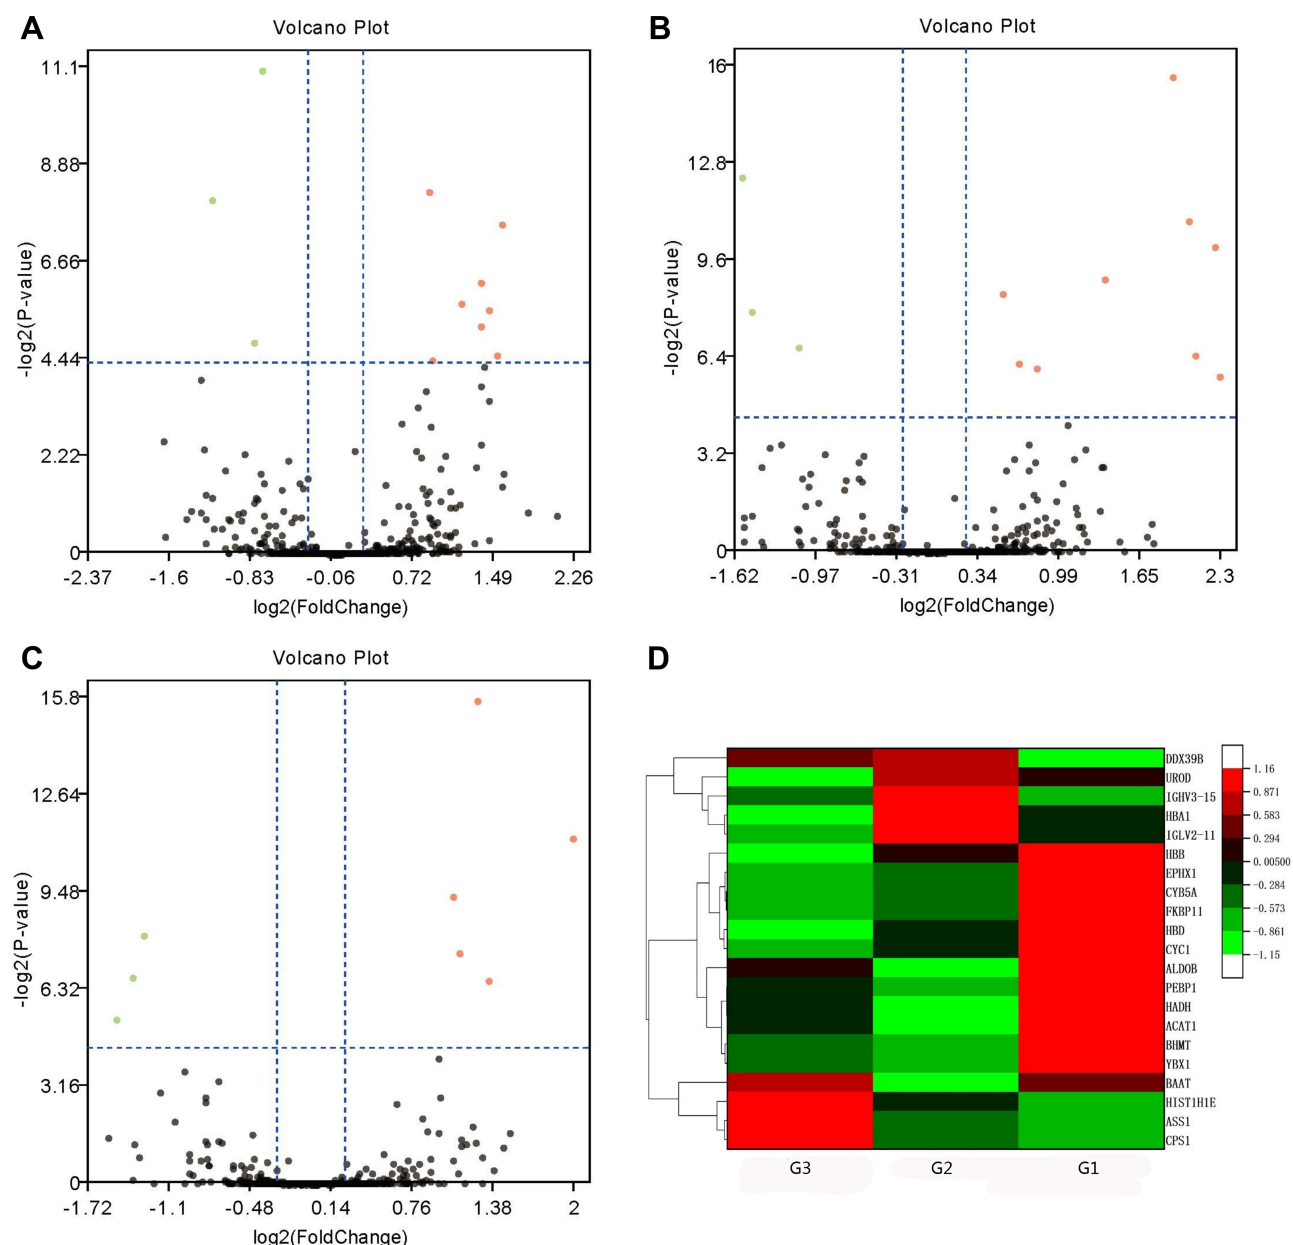 A
Volcano Plot
11.1
8.88
6.66
4.44
2.22
0
-log2(P-value)
-2.37
-1.6
-0.83
-0.06
0.72
1.49
2.26
log2(FoldChange)
B
Volcano Plot
16
12.8
9.6
6.4
3.2
0
-log2(P-value)
-1.62
-0.97
-0.31
0.34
0.99
1.65
2.3
log2(FoldChange)
C
Volcano Plot
15.8
12.64
9.48
6.32
3.16
0
-log2(P-value)
-1.72
-1.1
-0.48
0.14
0.76
1.38
2
log2(FoldChange)
D
DDX39B
UROD
IGHV3-15
HBA1
IGLV2-11
HBB
EPHX1
CYB5A
FKBP11
HBD
CYC1
ALDOB
PEBP1
HADH
ACAT1
BHMT
YBX1
BAAT
HIST1H1E
ASS1
CPS1
1.16
0.871
0.583
0.294
0.00500
-0.284
-0.573
-0.861
-1.15
G3
G2
G1